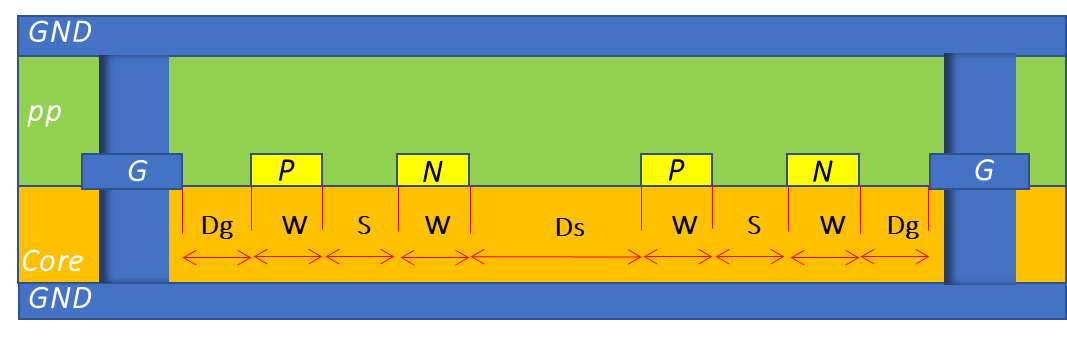 GND
pp
G P N P N G
Dg W S W Ds W S W Dg
Core
GND